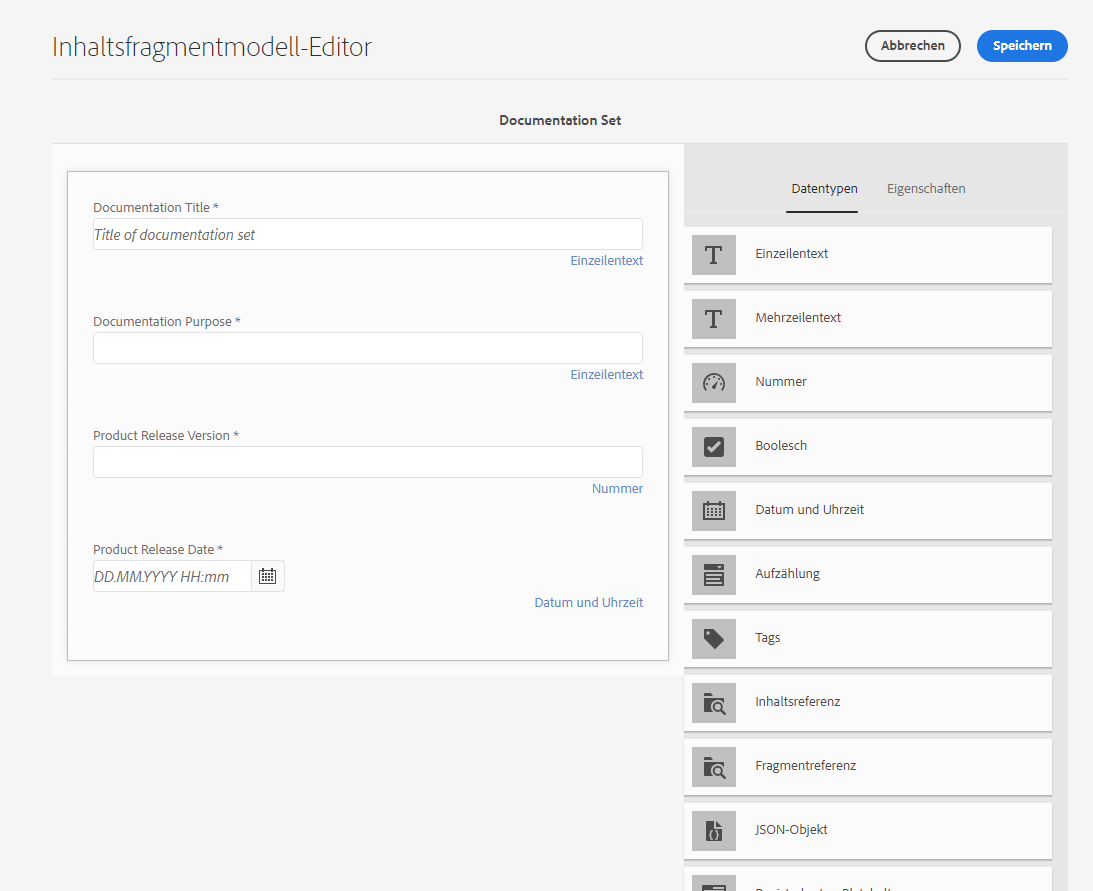 Inhaltsfragmentmodell-Editor
Abbrechen
Speichern
Documentation Set
Documentation Title *
Title of documentation set
Einzeilentext
Documentation Purpose *
Einzeilentext
Product Release Version *
Nummer
Product Release Date *
DD.MM.YYYY HH:mm
Datum und Uhrzeit
Datentypen
Eigenschaften
Einzeilentext
Mehrzeilentext
Nummer
Boolesch
Datum und Uhrzeit
Aufzählung
Tags
Inhaltsreferenz
Fragmentreferenz
JSON-Objekt